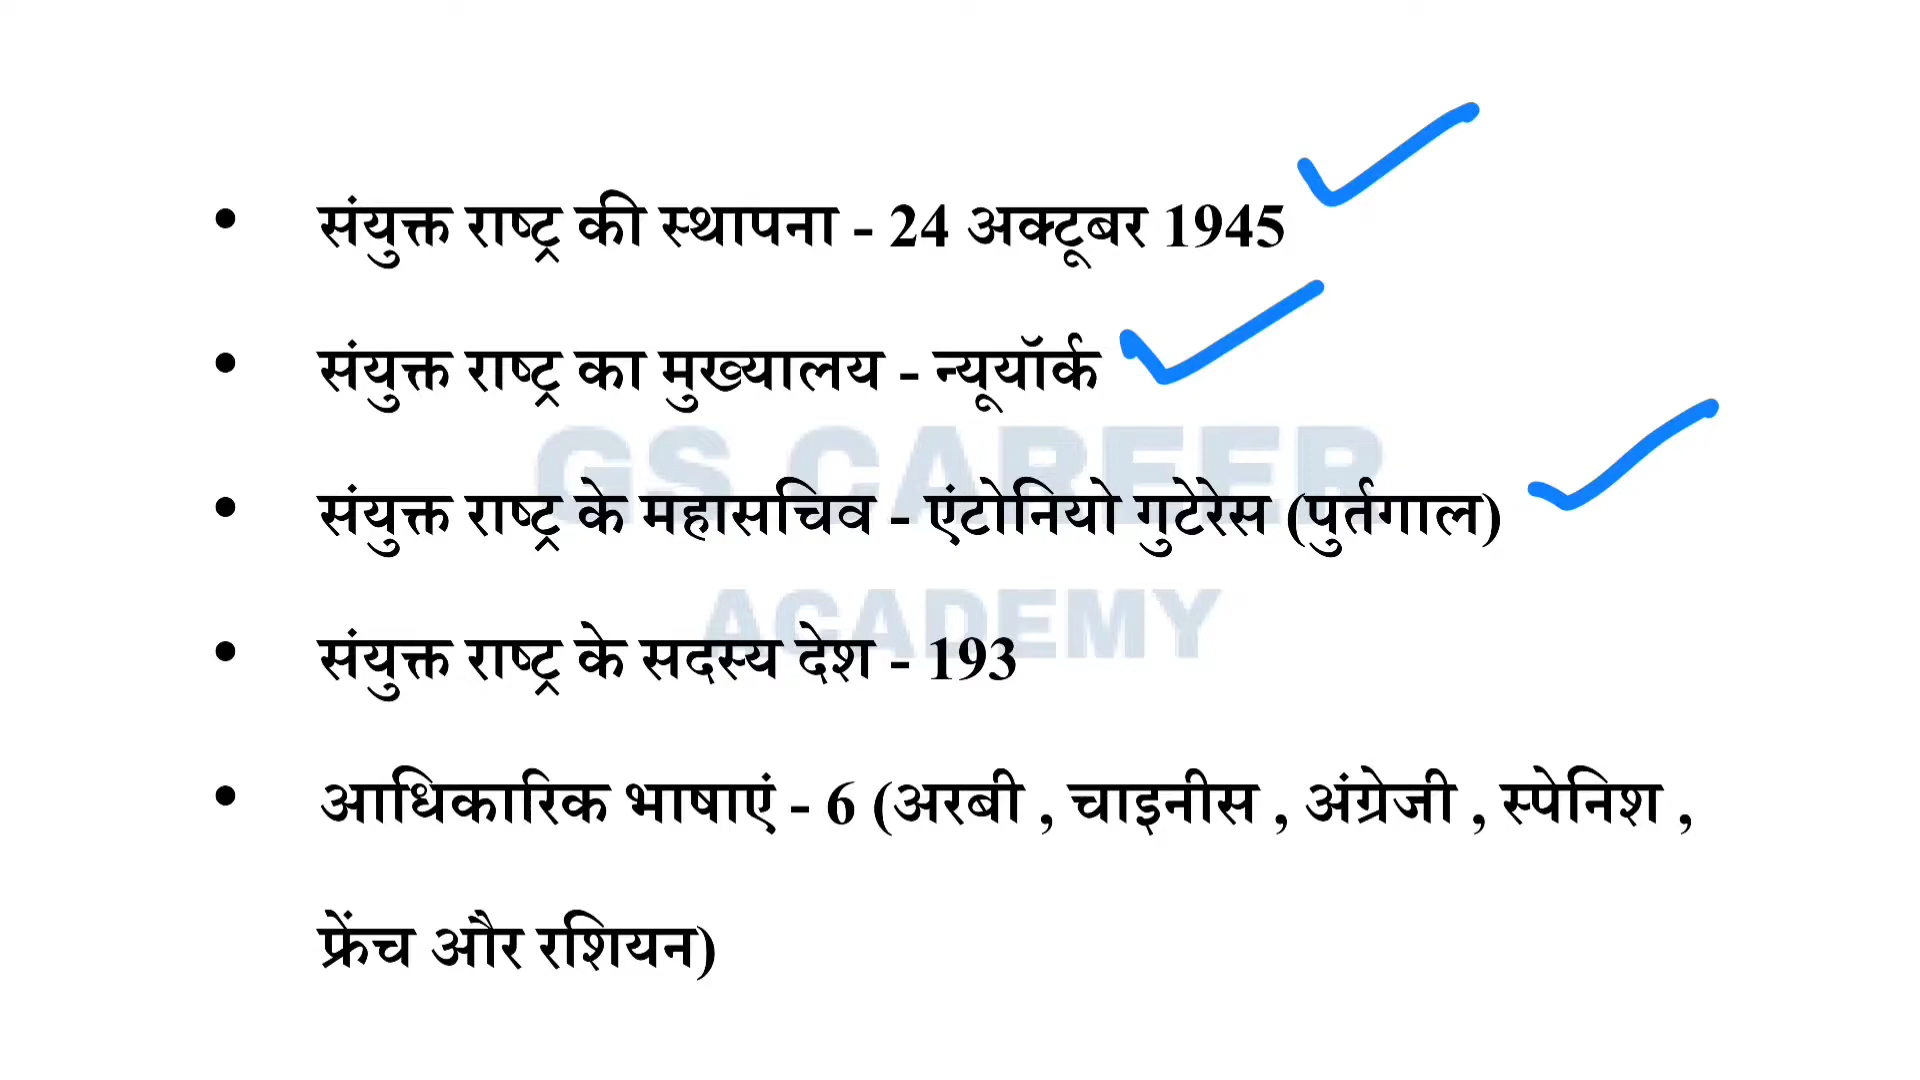 • संयुक्त राष्ट्र की स्थापना - 24 अक्टूबर 1945
• संयुक्त राष्ट्र का मुख्यालय - न्यूयॉर्क
GS CAREER
• संयुक्त राष्ट्र के महासचिव - एंटोनियो गुटेरेस (पुर्तगाल)
ACADEMY
• संयुक्त राष्ट्र के सदस्य देश - 193
• आधिकारिक भाषाएं - 6 (अरबी , चाइनीस , अंग्रेजी , स्पेनिश ,
फ्रेंच और रशियन)